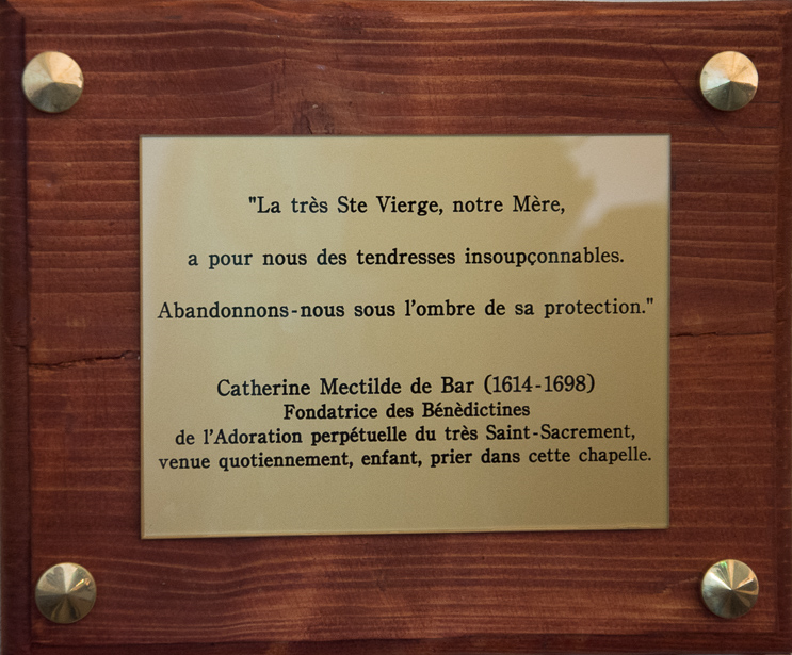 "La très Ste Vierge, notre Mère,
a pour nous des tendresses insoupçonnables.
Abandonnons-nous sous l'ombre de sa protection."
Catherine Mectilde de Bar (1614-1698)
Fondatrice des Bénèdictines
de l'Adoration perpétuelle du très Saint-Sacrement,
venue quotiennement, enfant, prier dans cette chapelle.